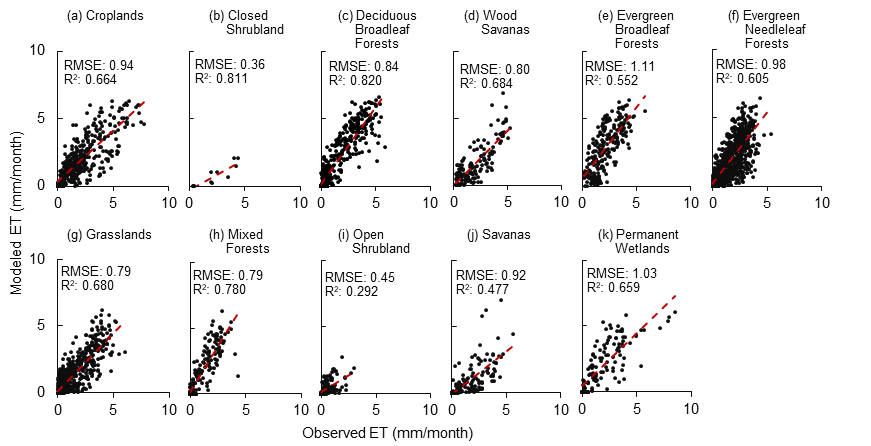 (a) Croplands
(b) Closed
Shrubland
(c) Deciduous
Broadleaf
Forests
(d) Wood
Savanas
(e) Evergreen
Broadleaf
Forests
(f) Evergreen
Needleleaf
Forests
RMSE: 0.94
R²: 0.664
RMSE: 0.36
R²: 0.811
RMSE: 0.84
R²: 0.820
RMSE: 0.80
R²: 0.684
RMSE: 1.11
R²: 0.552
RMSE: 0.98
R²: 0.605
10
5
0
0 5 10
0 5 10
0 5 10
0 5 10
0 5 10
0 5 10
Modeled ET (mm/month)
(g) Grasslands
(h) Mixed
Forests
(i) Open
Shrubland
(j) Savanas
(k) Permanent
Wetlands
RMSE: 0.79
R²: 0.680
RMSE: 0.79
R²: 0.780
RMSE: 0.45
R²: 0.292
RMSE: 0.92
R²: 0.477
RMSE: 1.03
R²: 0.659
10
5
0
0 5 10
0 5 10
0 5 10
0 5 10
0 5 10
Observed ET (mm/month)